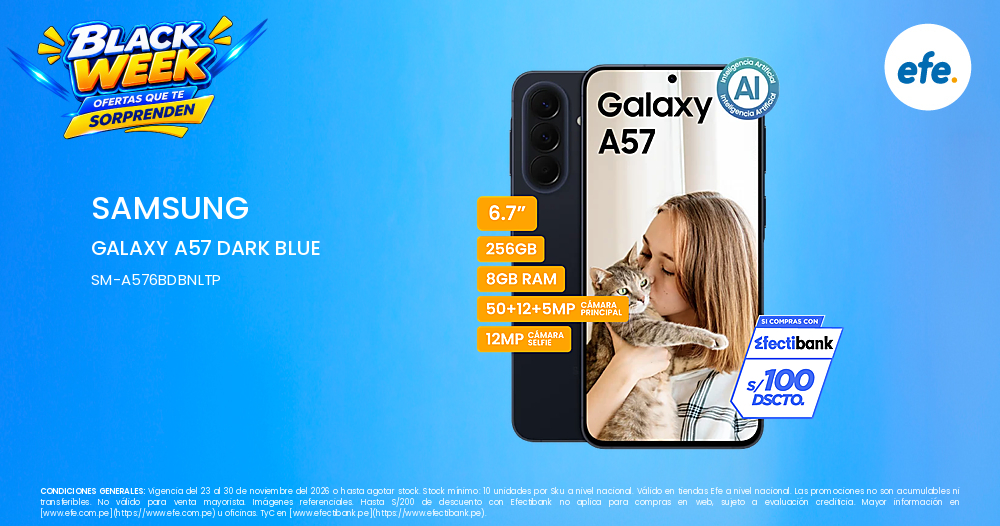 BLACK
WEEK
OFERTAS QUE TE
SORPRENDEN
efe.
Inteligencia Artificial
AI
Inteligencia Artificial
Galaxy
A57
SAMSUNG
GALAXY A57 DARK BLUE
SM-A576BDBNLTP
6.7”
256GB
8GB RAM
50+12+5MP CÁMARA PRINCIPAL
12MP CÁMARA SELFIE
SI COMPRAS CON
Efectibank
S/100
DSCTO.
CONDICIONES GENERALES: Vigencia del 23 al 30 de noviembre del 2026 o hasta agotar stock. Stock mínimo: 10 unidades por Sku a nivel nacional. Válido en tiendas Efe a nivel nacional. Las promociones no son acumulables ni
transferibles. No válido para venta mayorista. Imágenes referenciales. Hasta S/200 de descuento con Efectibank no aplica para compras en web, sujeto a evaluación crediticia. Mayor información en
[www.efe.com.pe](https://www.efe.com.pe) u oficinas. TyC en [www.efectibank.pe](https://www.efectibank.pe).